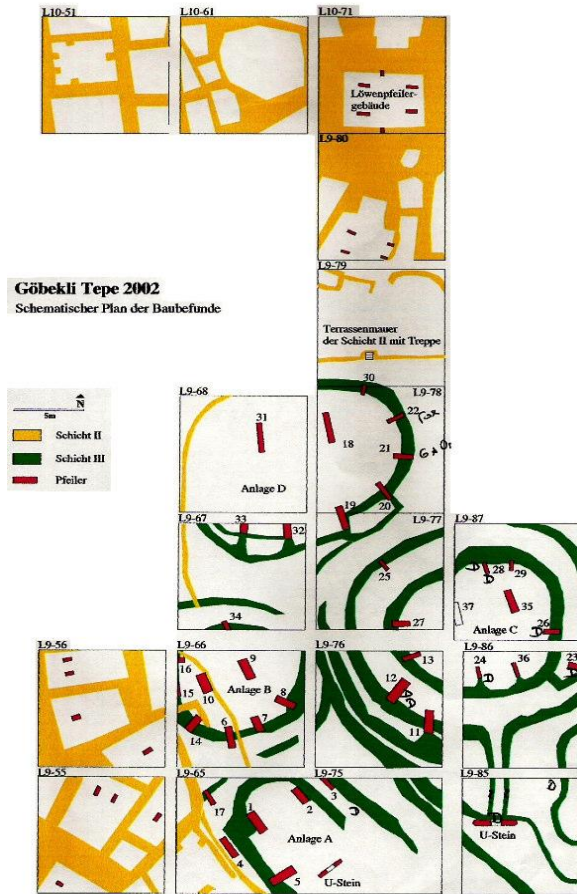 L10-51
L10-61
L10-71
Löwenpfeiler-
gebäude
L9-80
L9-79
Göbekli Tepe 2002
Schematischer Plan der Baubefunde
Terrassenmauer
der Schicht II mit Treppe
N
5m
Schicht II
Schicht III
Pfeiler
L9-68
31
Anlage D
30
L9-78
22
18
21
20
19
L9-67
33
32
34
L9-77
25
27
L9-87
28
29
37
35
Anlage C
26
L9-56
L9-66
16
9
15
10
Anlage B
8
14
6
7
L9-76
13
12
11
L9-86
24
36
23
L9-55
L9-65
17
1
2
4
5
L9-75
3
Anlage A
U-Stein
L9-85
U-Stein